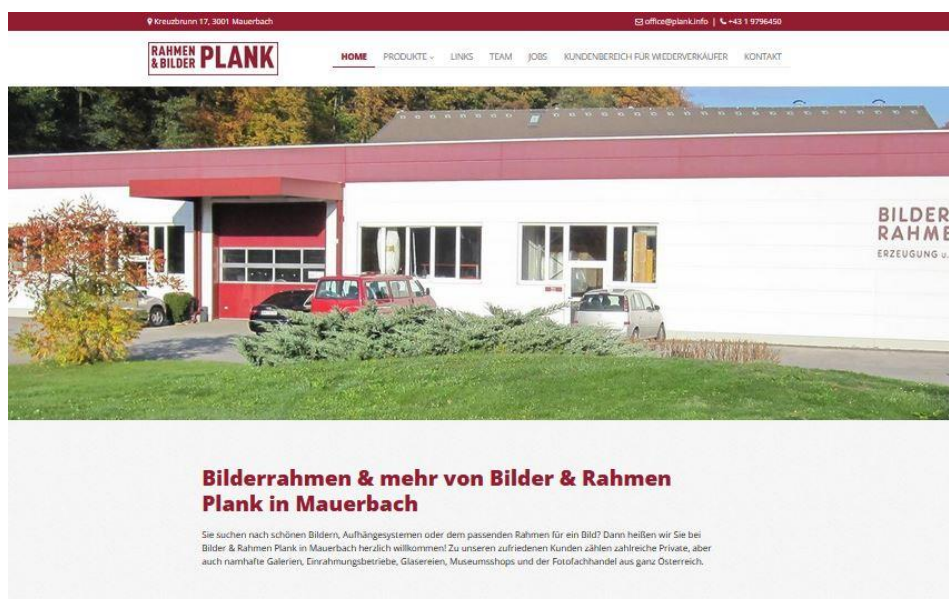 Kreuzbrunn 17, 3001 Mauerbach
office@plank.info | +43 1 9796450
RAHMEN & BILDER PLANK
HOME PRODUKTE LINKS TEAM JOBS KUNDENBEREICH FÜR WIEDERVERKÄUFER KONTAKT
BILDER
RAHME
ERZEUGUNG u.
Bilderrahmen & mehr von Bilder & Rahmen
Plank in Mauerbach
Sie suchen nach schönen Bildern, Aufhängesystemen oder dem passenden Rahmen für ein Bild? Dann heißen wir Sie bei
Bilder & Rahmen Plank in Mauerbach herzlich willkommen! Zu unseren zufriedenen Kunden zählen zahlreiche Private, aber
auch namhafte Galerien, Einrahmungsbetriebe, Glasereien, Museumsshops und der Fotofachhandel aus ganz Österreich.